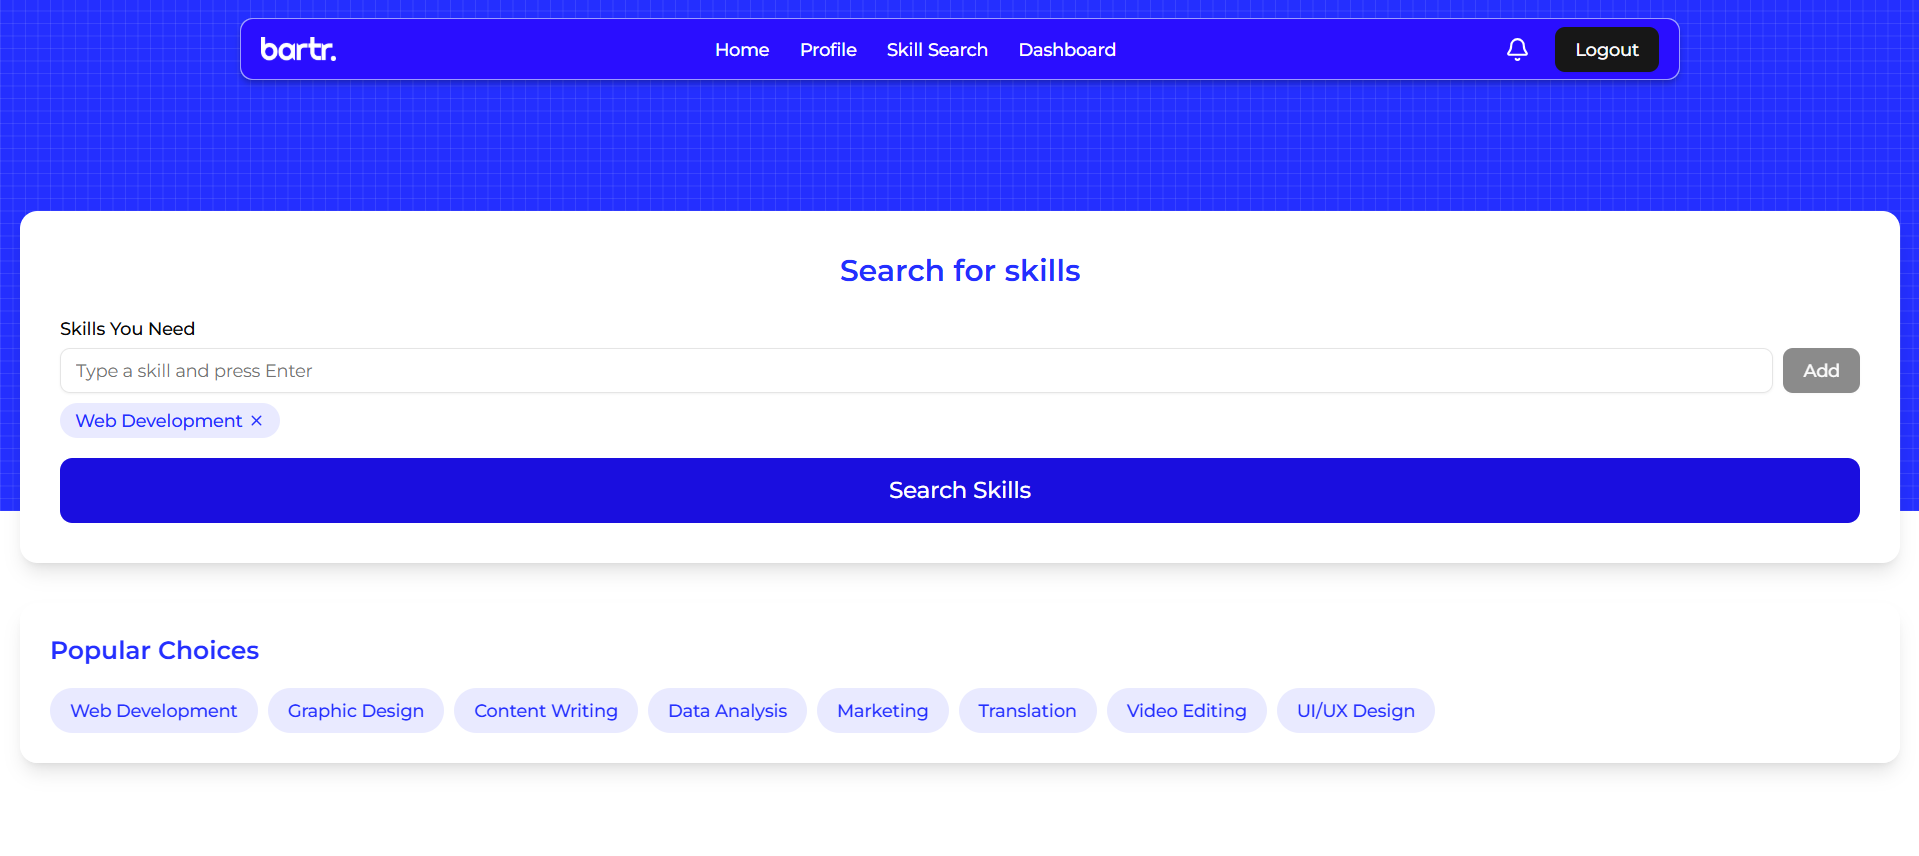 bartr. Home Profile Skill Search Dashboard Logout
Search for skills
Skills You Need
Type a skill and press Enter Add
Web Development ×
Search Skills
Popular Choices
Web Development Graphic Design Content Writing Data Analysis Marketing Translation Video Editing UI/UX Design